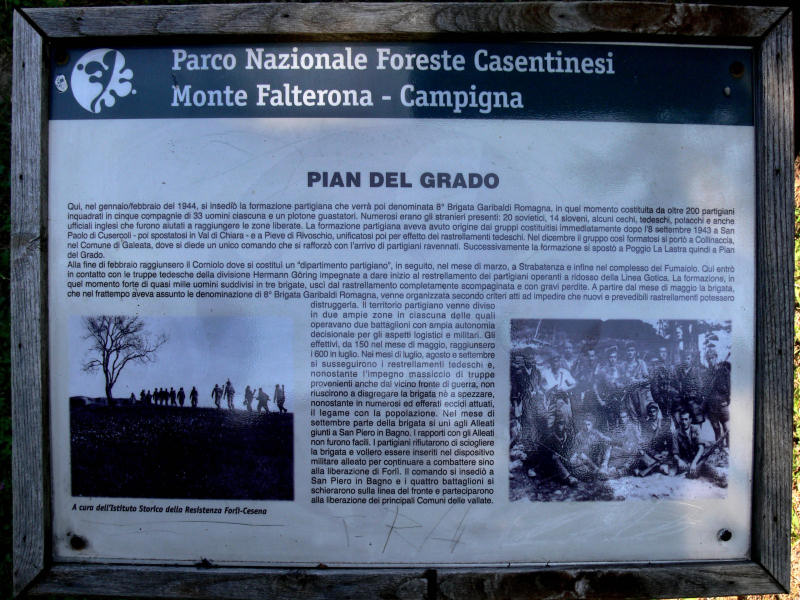 Parco Nazionale Foreste Casentinesi
Monte Falterona - Campigna
PIAN DEL GRADO
Qui, nel gennaio/febbraio del 1944, si insediò la formazione partigiana che verrà poi denominata 8° Brigata Garibaldi Romagna, in quel momento costituita da oltre 200 partigiani
inquadrati in cinque compagnie di 33 uomini ciascuna e un plotone guastatori. Numerosi erano gli stranieri presenti: 20 sovietici, 14 sloveni, alcuni cechi, tedeschi, polacchi e anche
ufficiali inglesi che furono aiutati a raggiungere le zone liberate. La formazione partigiana aveva avuto origine dai gruppi costituitisi immediatamente dopo l'8 settembre 1943 a San
Paolo di Cusercoli - poi spostatosi in Val di Chiara - e a Pieve di Rivoschio, unificatosi poi per effetto dei rastrellamenti tedeschi. Nel dicembre il gruppo così formatosi si portò a Collinaccia,
nel Comune di Galeata, dove si diede un unico comando che si rafforzò con l'arrivo di partigiani ravennati. Successivamente la formazione si spostò a Poggio La Lastra quindi a Pian
del Grado.
Alla fine di febbraio raggiunsero il Corniolo dove si costituì un "dipartimento partigiano", in seguito, nel mese di marzo, a Strabatenza e infine nel complesso del Fumaiolo. Qui entrò
in contatto con le truppe tedesche della divisione Hermann Göring impegnate a dare inizio al rastrellamento dei partigiani operanti a ridosso della Linea Gotica. La formazione, in
quel momento forte di quasi mille uomini suddivisi in tre brigate, uscì dal rastrellamento completamente scompaginata e con gravi perdite. A partire dal mese di maggio la brigata,
che nel frattempo aveva assunto le denominazione di 8° Brigata Garibaldi Romagna, venne organizzata secondo criteri atti ad impedire che nuovi e prevedibili rastrellamenti potessero
distruggerla. Il territorio partigiano venne diviso
in due ampie zone in ciascuna delle quali
operavano due battaglioni con ampia autonomia
decisionale per gli aspetti logistici e militari. Gli
effettivi, da 150 nel mese di maggio, raggiunsero
i 600 in luglio. Nei mesi di luglio, agosto e settembre
si susseguirono i rastrellamenti tedeschi e,
nonostante l'impegno massiccio di truppe
provenienti anche dal vicino fronte di guerra, non
riuscirono a disgregare la brigata nè a spezzare,
nonostante in numerosi ed efferati eccidi attuati,
il legame con la popolazione. Nel mese di
settembre parte della brigata si unì agli Alleati
giunti a San Piero in Bagno. I rapporti con gli Alleati
non furono facili. I partigiani rifiutarono di sciogliere
la brigata e vollero essere inseriti nel dispositivo
militare alleato per continuare a combattere sino
alla liberazione di Forlì. Il comando si insediò a
San Piero in Bagno e i quattro battaglioni si
schierarono sulla linea del fronte e parteciparono
alla liberazione dei principali Comuni delle vallate.
A cura dell'Istituto Storico della Resistenza Forlì-Cesena